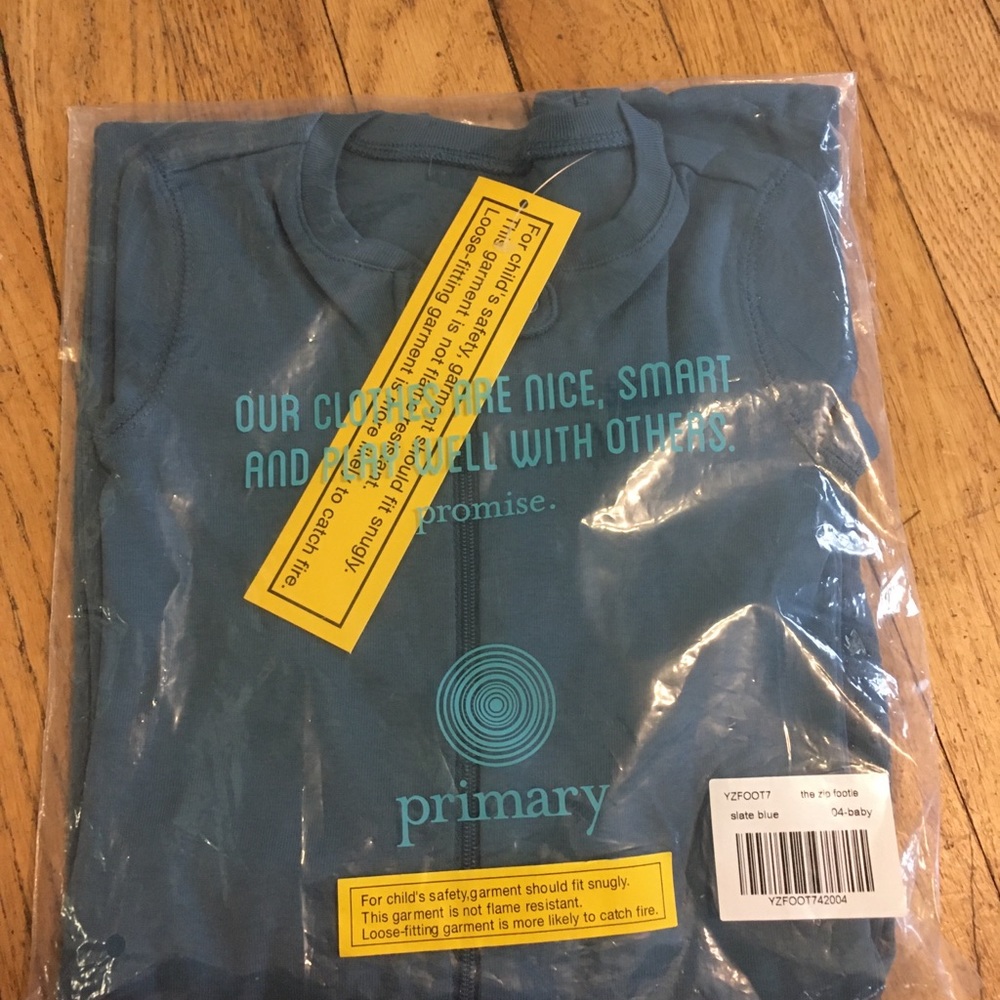 For child's safety, garment should fit snugly.
This garment is not flame resistant.
Loose-fitting garment is more likely to catch fire.
OUR CLOTHES ARE NICE, SMART
AND PLAY WELL WITH OTHERS.
promise.
primary
YZFOOT7 the zip footie
slate blue 04-baby
YZFOOT742004
For child's safety,garment should fit snugly.
This garment is not flame resistant.
Loose-fitting garment is more likely to catch fire.